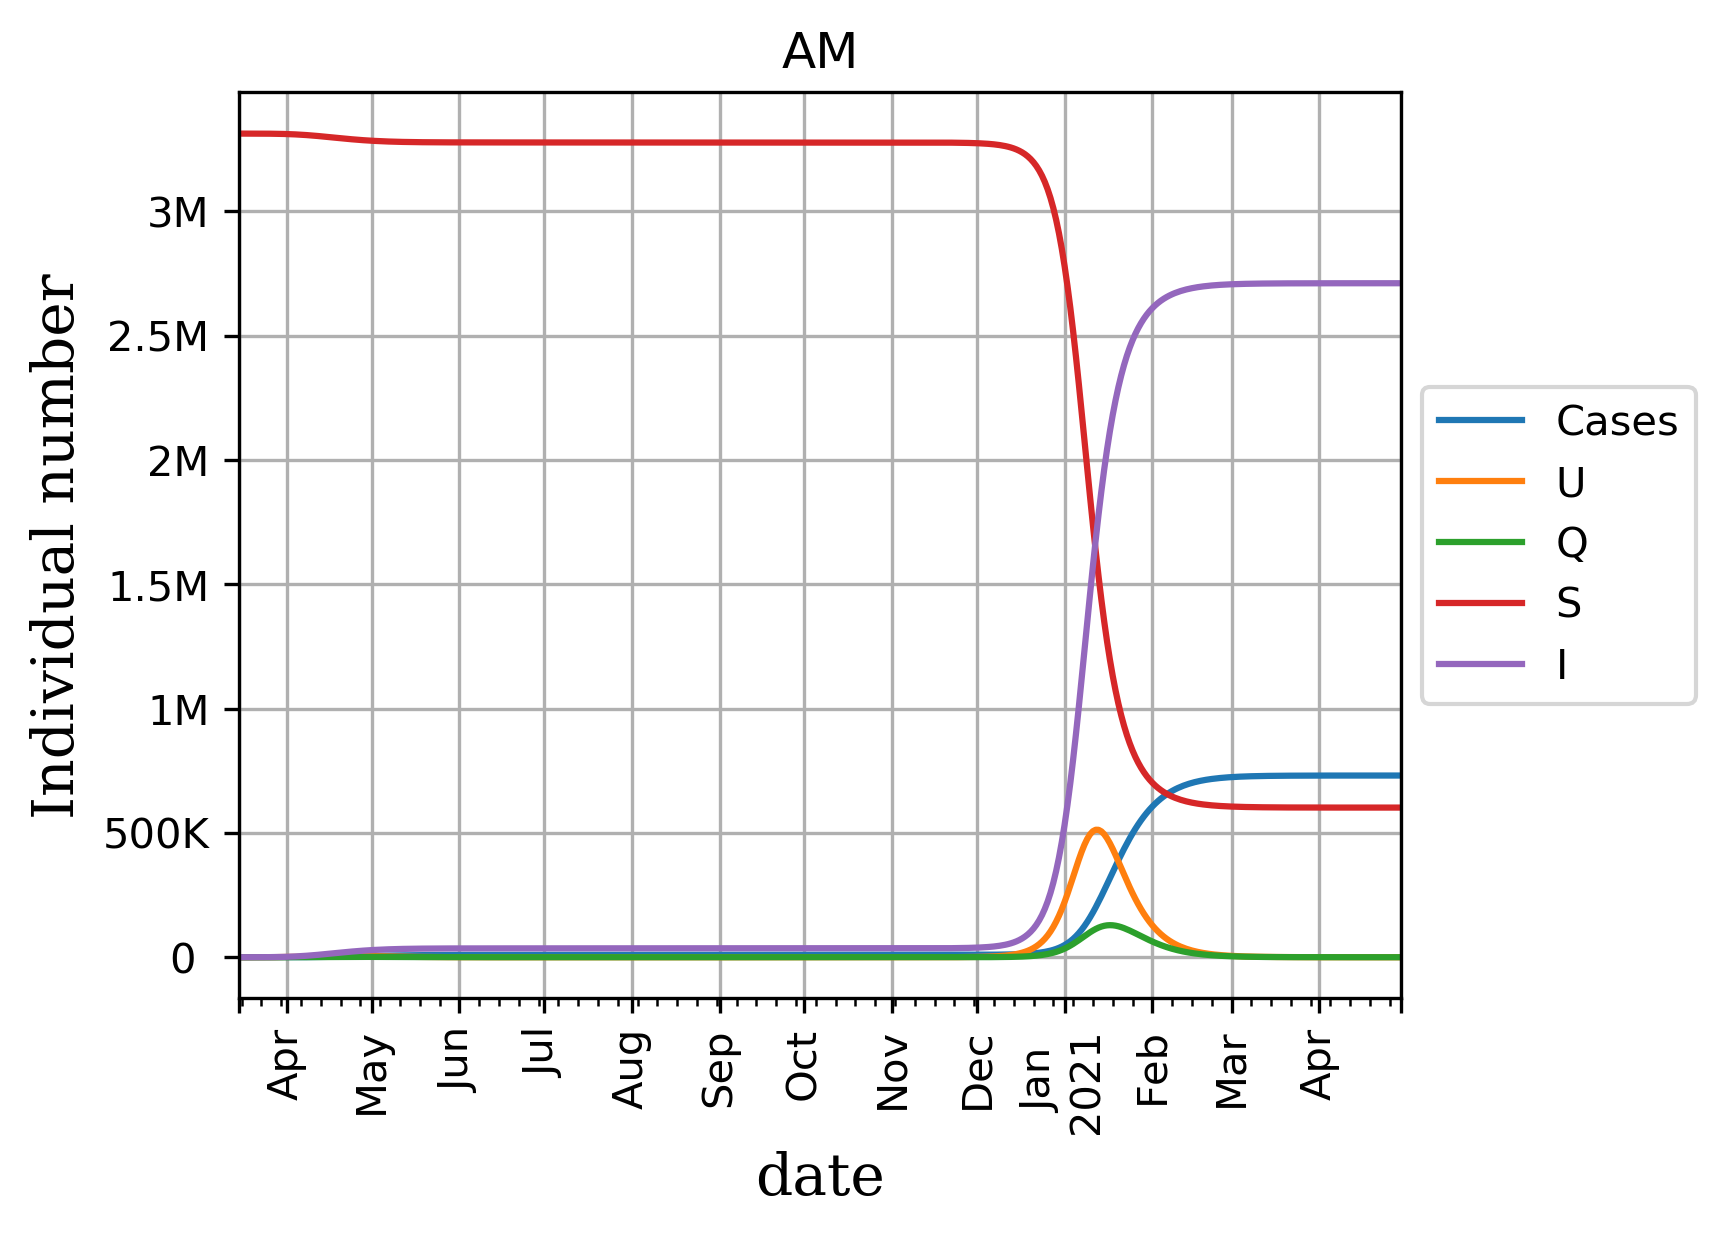 AM
Individual number
3M
2.5M
2M
1.5M
1M
500K
0
Apr
May
Jun
Jul
Aug
Sep
Oct
Nov
Dec
Jan
2021
Feb
Mar
Apr
date
Cases
U
Q
S
I